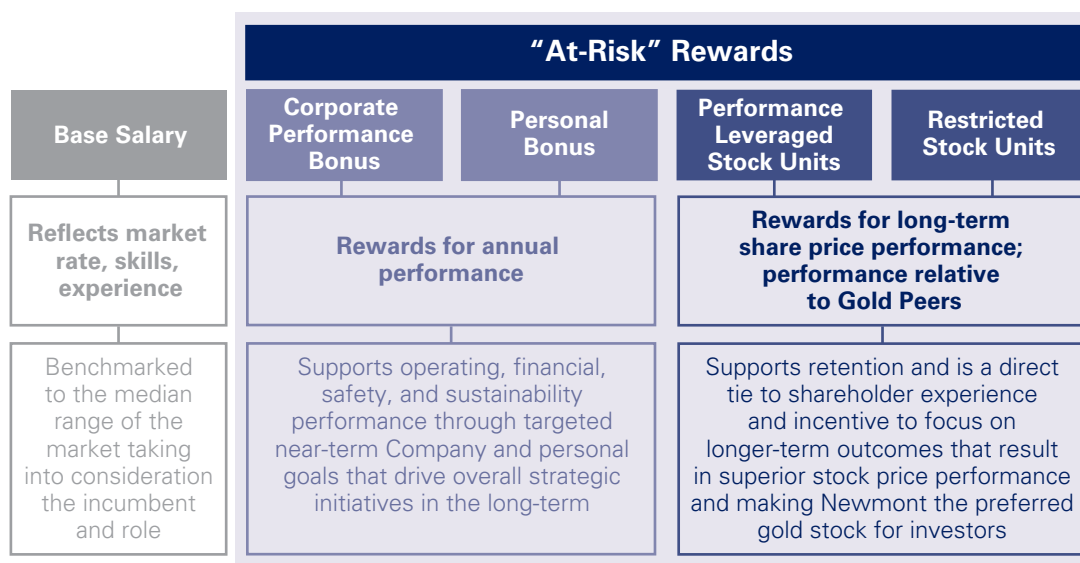 “At-Risk” Rewards
Base Salary
Corporate
Performance
Bonus
Personal
Bonus
Performance
Leveraged
Stock Units
Restricted
Stock Units
Reflects market
rate, skills,
experience
Rewards for annual
performance
Rewards for long-term
share price performance;
performance relative
to Gold Peers
Benchmarked
to the median
range of the
market taking
into consideration
the incumbent
and role
Supports operating, financial,
safety, and sustainability
performance through targeted
near-term Company and personal
goals that drive overall strategic
initiatives in the long-term
Supports retention and is a direct
tie to shareholder experience
and incentive to focus on
longer-term outcomes that result
in superior stock price performance
and making Newmont the preferred
gold stock for investors